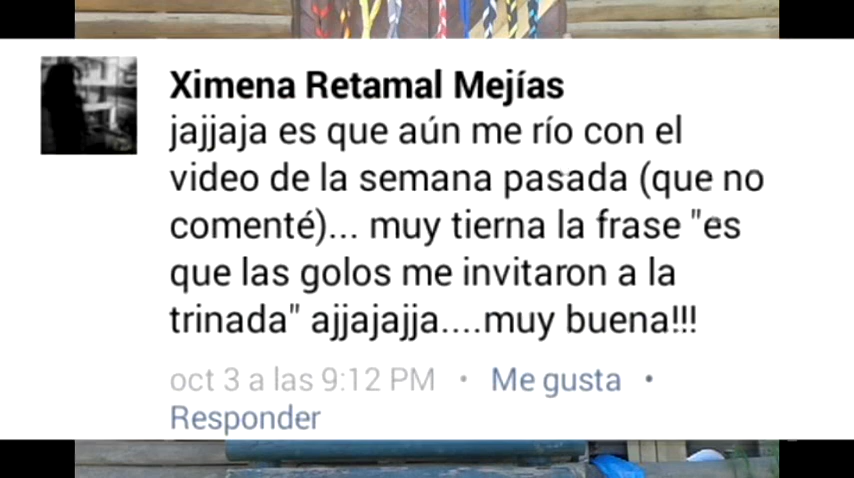 Ximena Retamal Mejías
jajjaja es que aún me río con el
video de la semana pasada (que no
comenté)... muy tierna la frase "es
que las golos me invitaron a la
trinada" ajjajajja....muy buena!!!
oct 3 a las 9:12 PM • Me gusta •
Responder